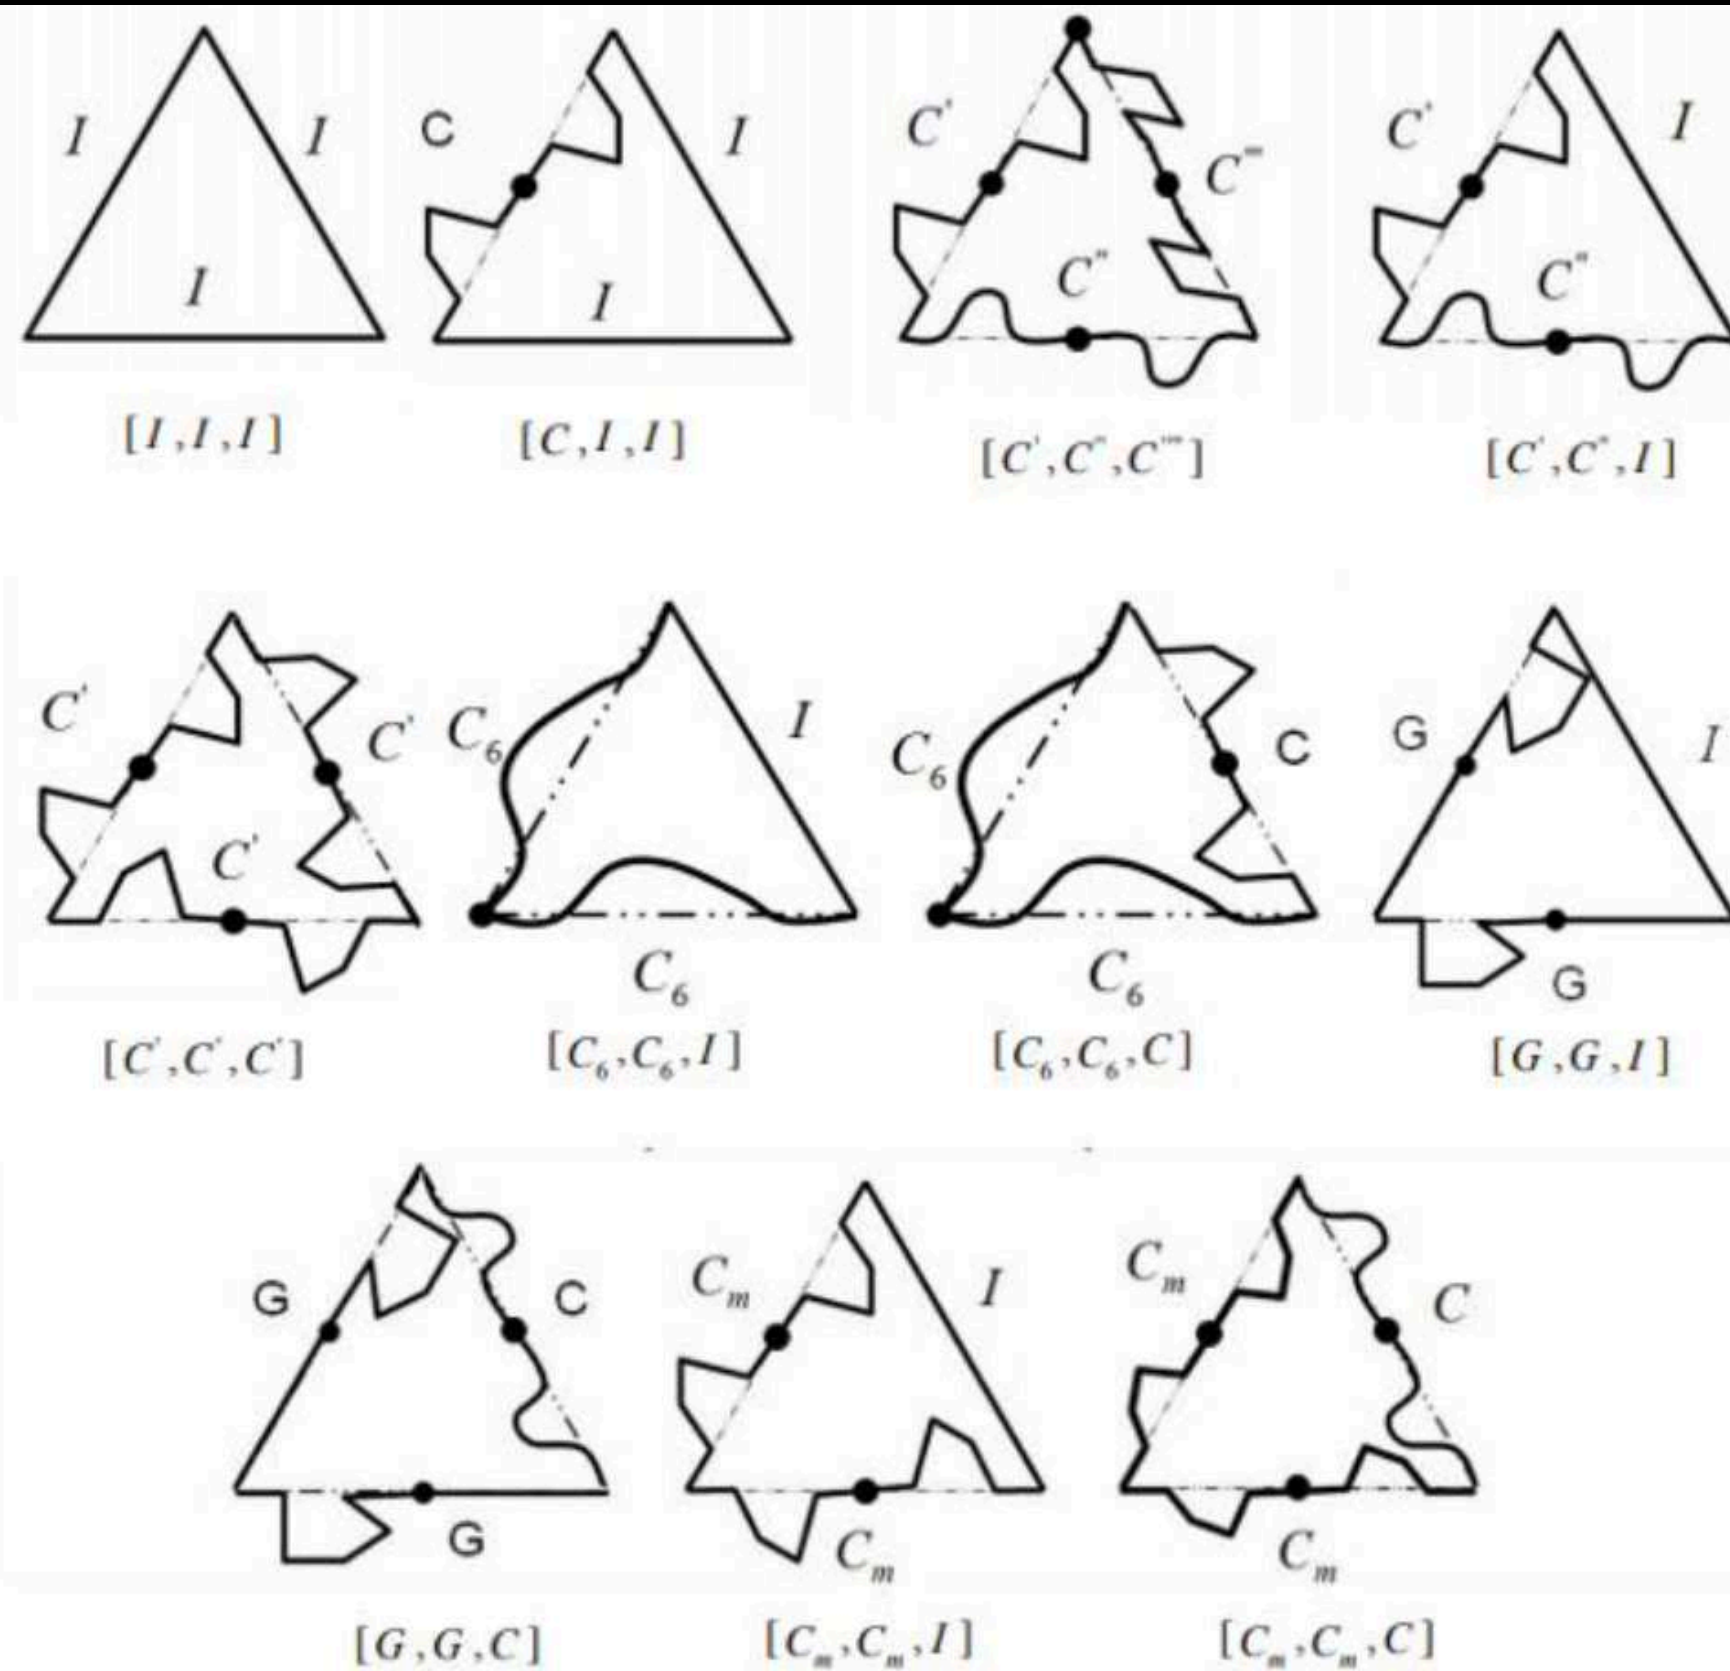 I I C I C' C''' C' I
I I C'' C''
[I,I,I] [C,I,I] [C',C'',C'''] [C',C'',I]
C' C' C₆ I C₆ C G I
C' C₆ C₆ G
[C',C',C'] [C₆,C₆,I] [C₆,C₆,C] [G,G,I]
G C Cₘ I Cₘ C
G Cₘ Cₘ
[G,G,C] [Cₘ,Cₘ,I] [Cₘ,Cₘ,C]